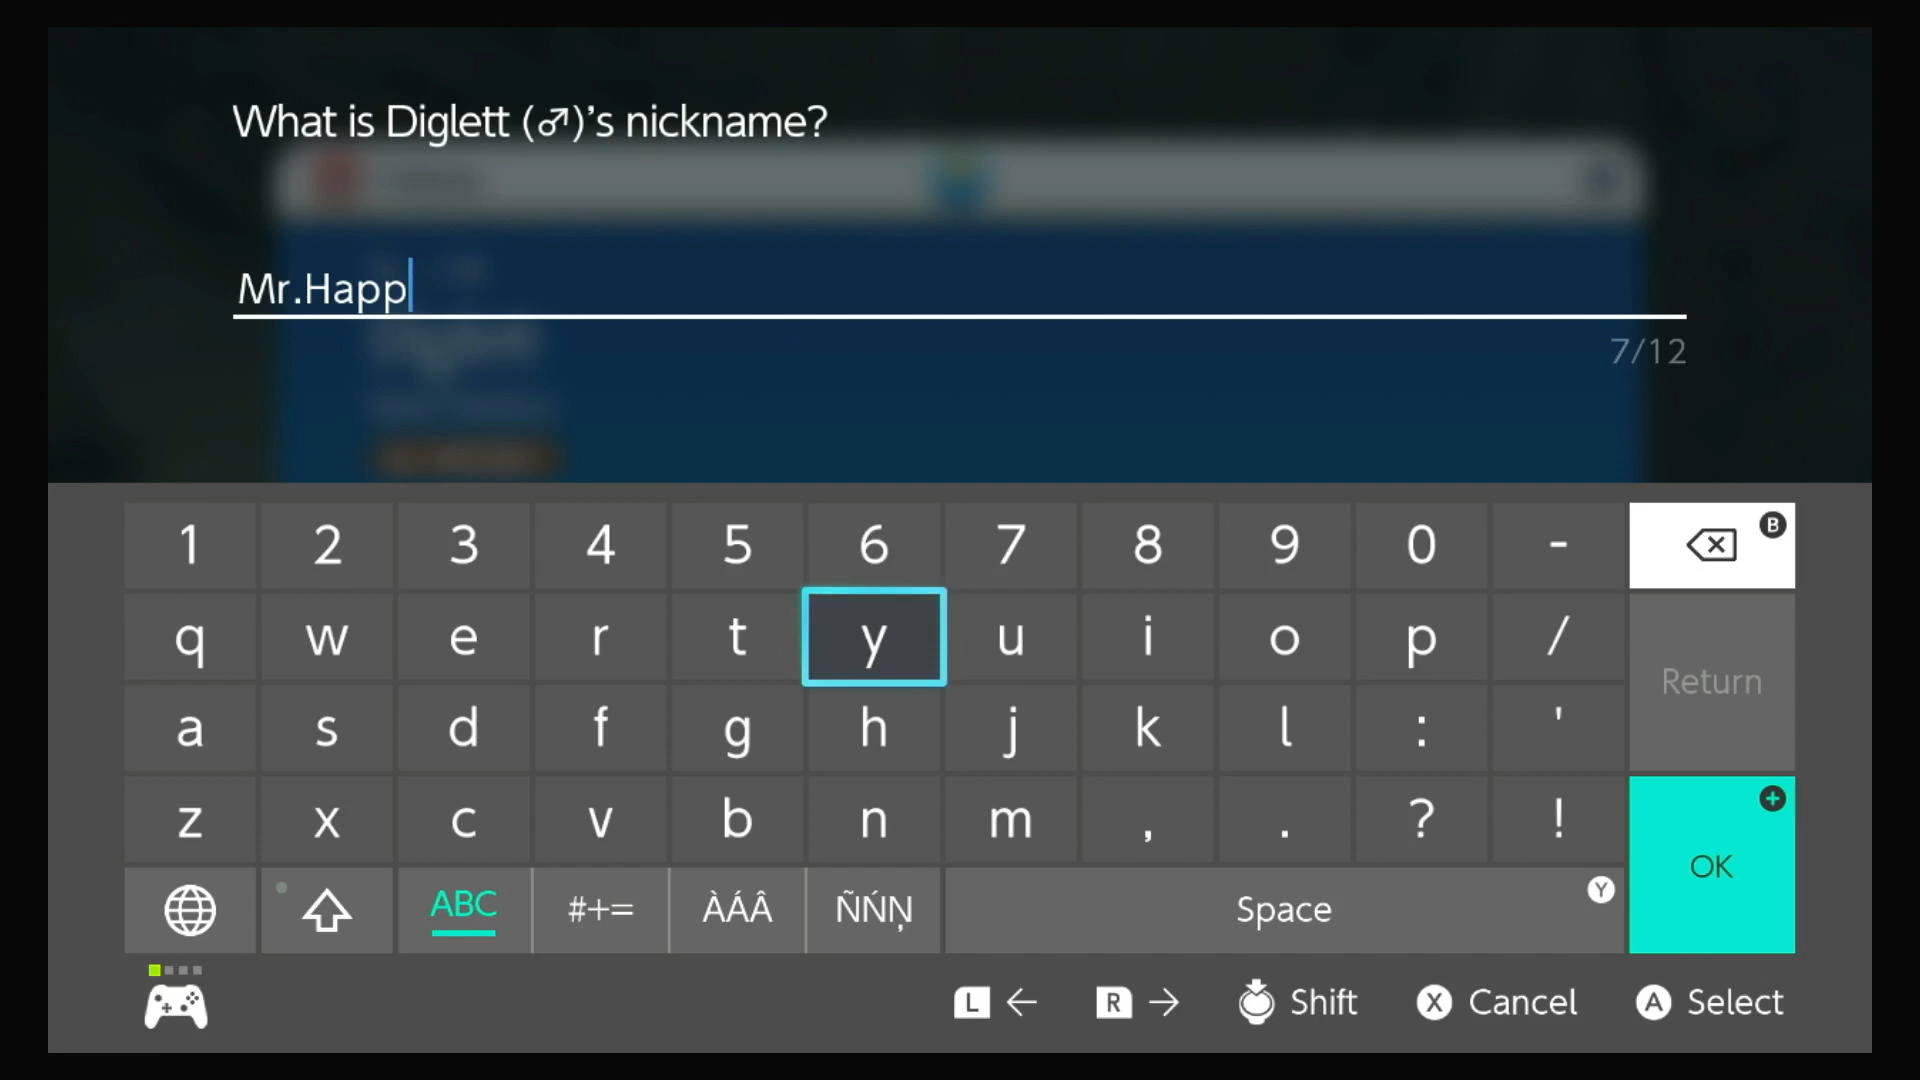 What is Diglett (♂)’s nickname?
Mr.Happ
7/12
1 2 3 4 5 6 7 8 9 0 - B
q w e r t y u i o p /
Return
a s d f g h j k l : '
z x c v b n m , . ? ! +
OK
ABC #+= ÀÁÂ ÑŃŅ Space Y
L ← R → Shift X Cancel A Select